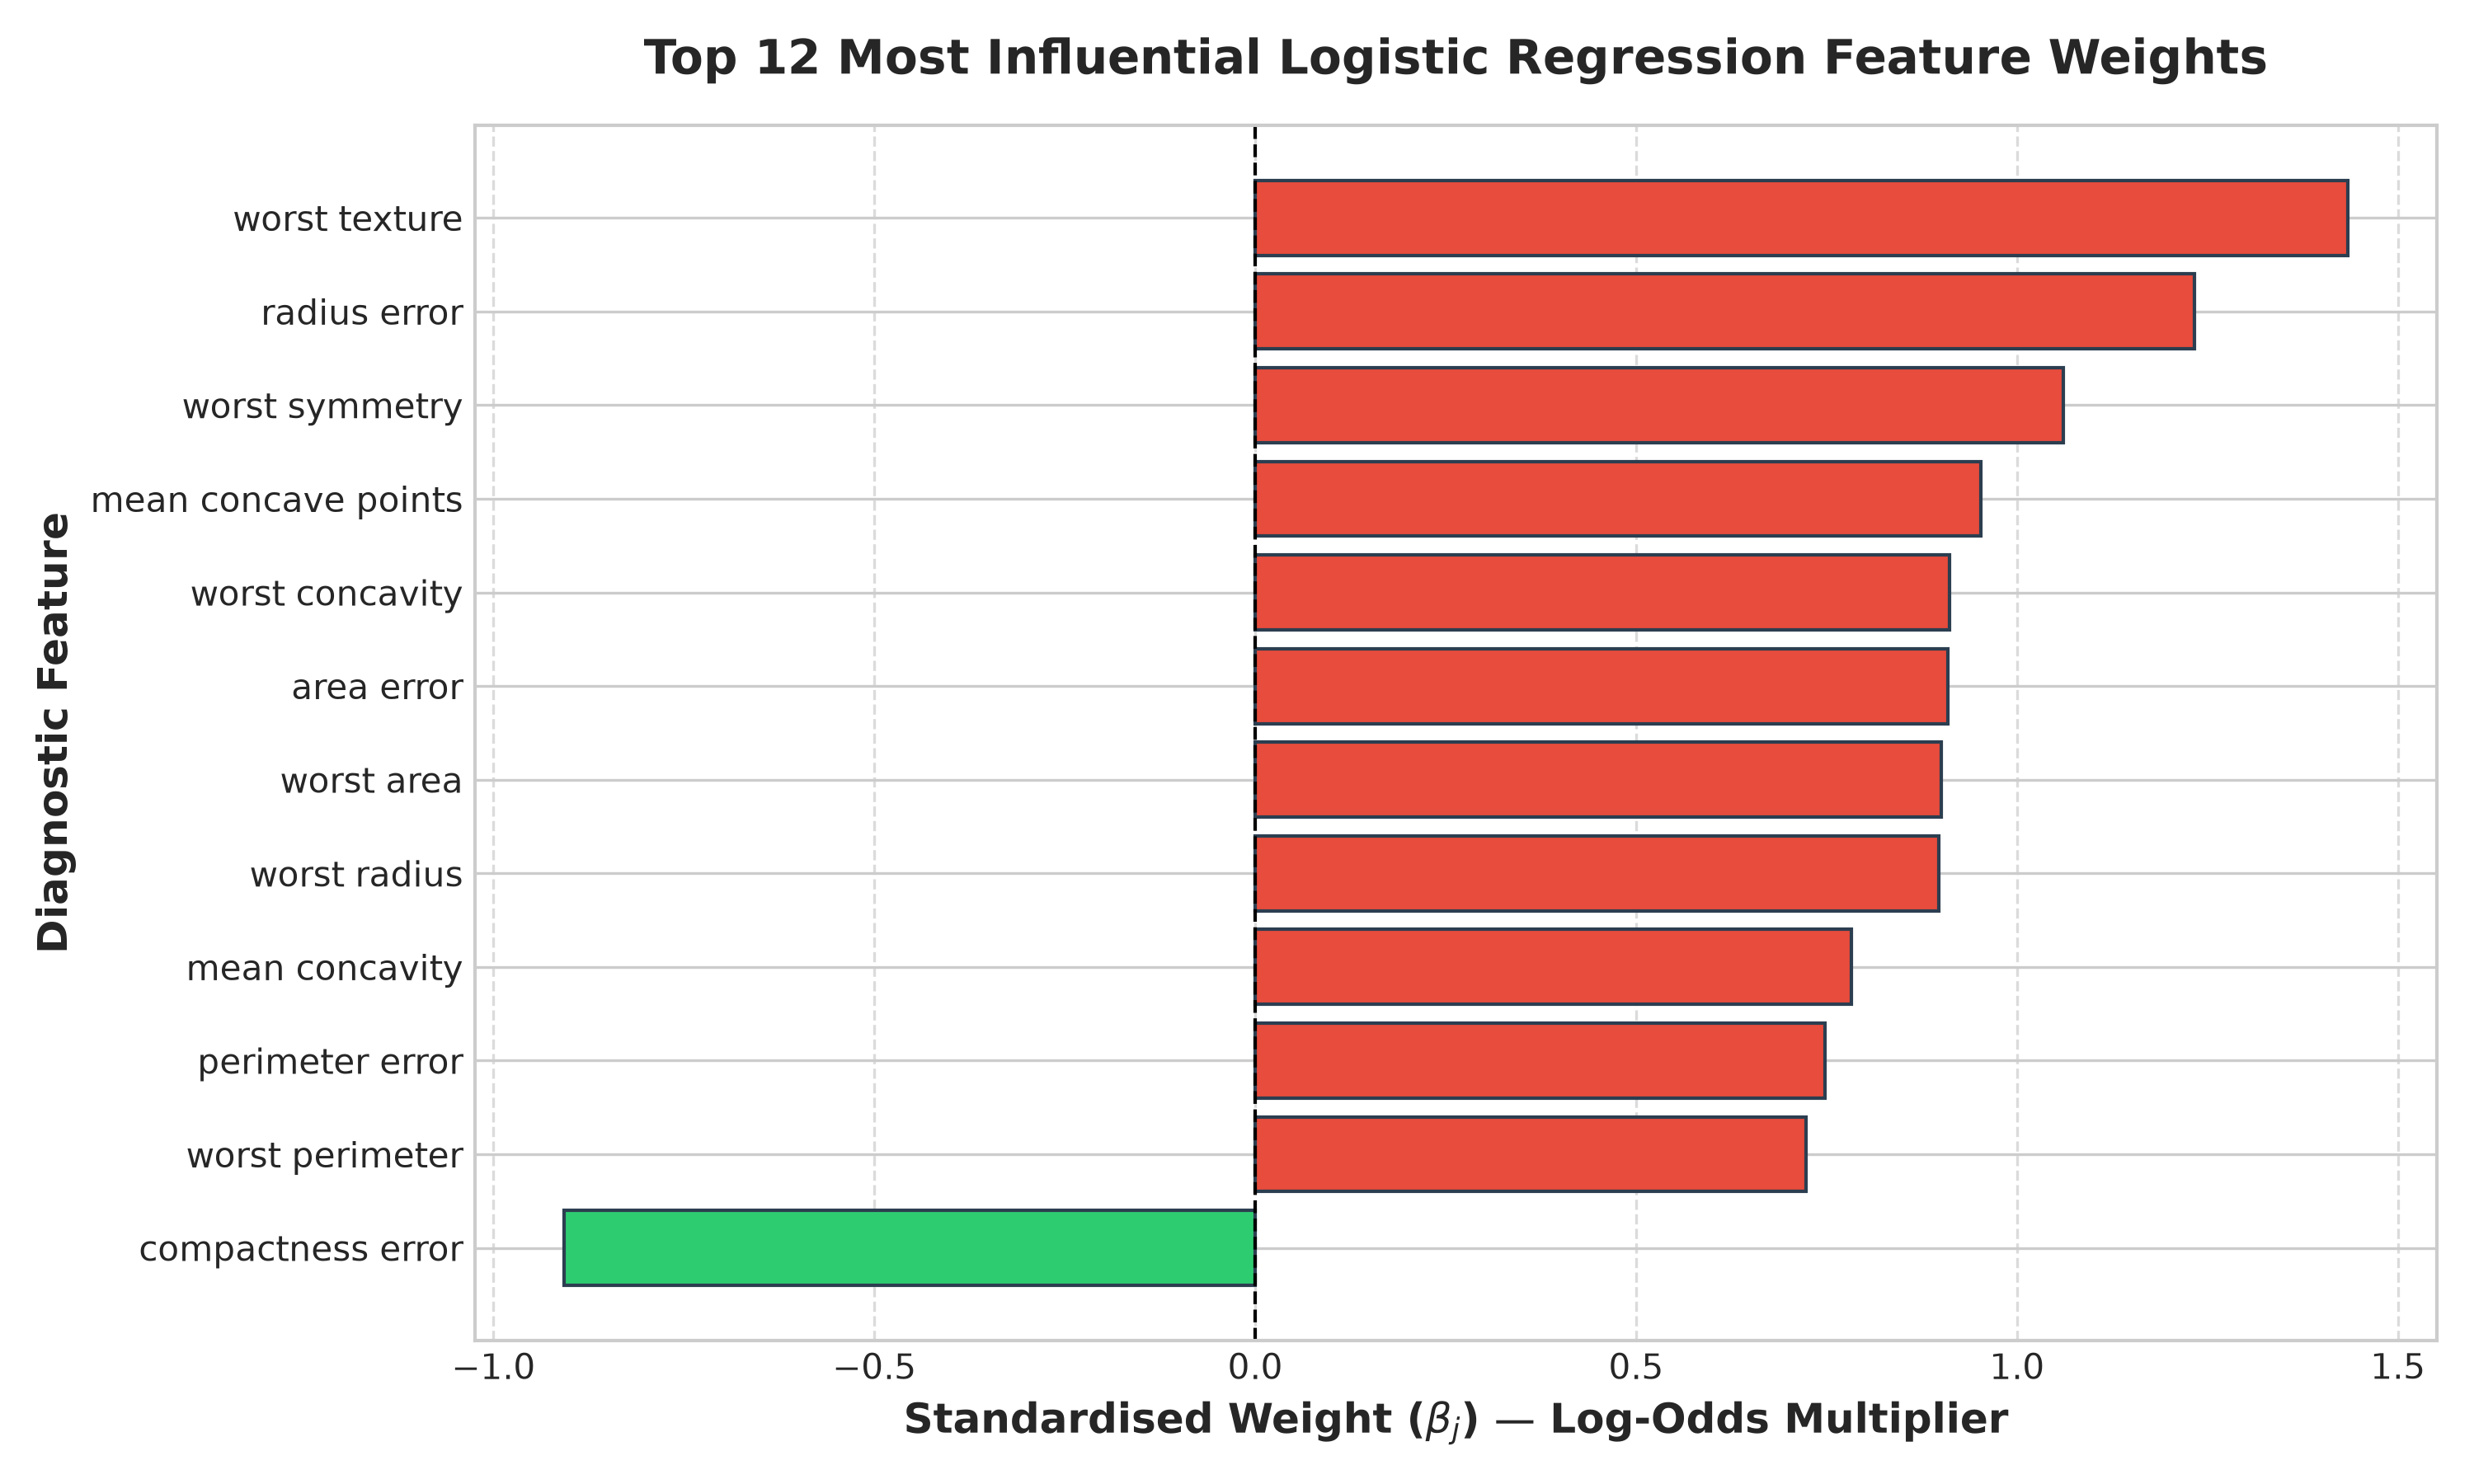 Top 12 Most Influential Logistic Regression Feature Weights
Diagnostic Feature
worst texture
radius error
worst symmetry
mean concave points
worst concavity
area error
worst area
worst radius
mean concavity
perimeter error
worst perimeter
compactness error
−1.0 −0.5 0.0 0.5 1.0 1.5
Standardised Weight (βj) — Log-Odds Multiplier